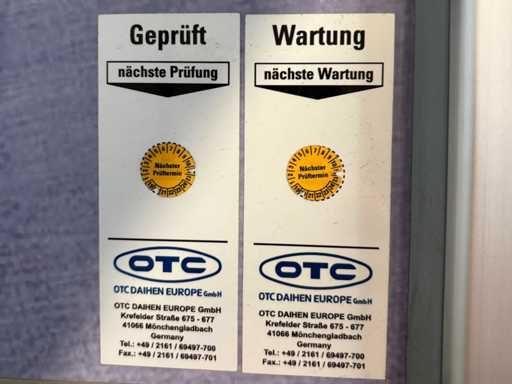 Geprüft
nächste Prüfung
Nächster
Prüftermin
OTC
OTC DAIHEN EUROPE GmbH
OTC DAIHEN EUROPE GmbH
Krefelder Straße 675 - 677
41066 Mönchengladbach
Germany
Tel.: +49 / 2161 / 69497-700
Fax.: +49 / 2161 / 69497-701
Wartung
nächste Wartung
Nächster
Prüftermin
OTC
OTC DAIHEN EUROPE GmbH
OTC DAIHEN EUROPE GmbH
Krefelder Straße 675 - 677
41066 Mönchengladbach
Germany
Tel.: +49 / 2161 / 69497-700
Fax.: +49 / 2161 / 69497-701